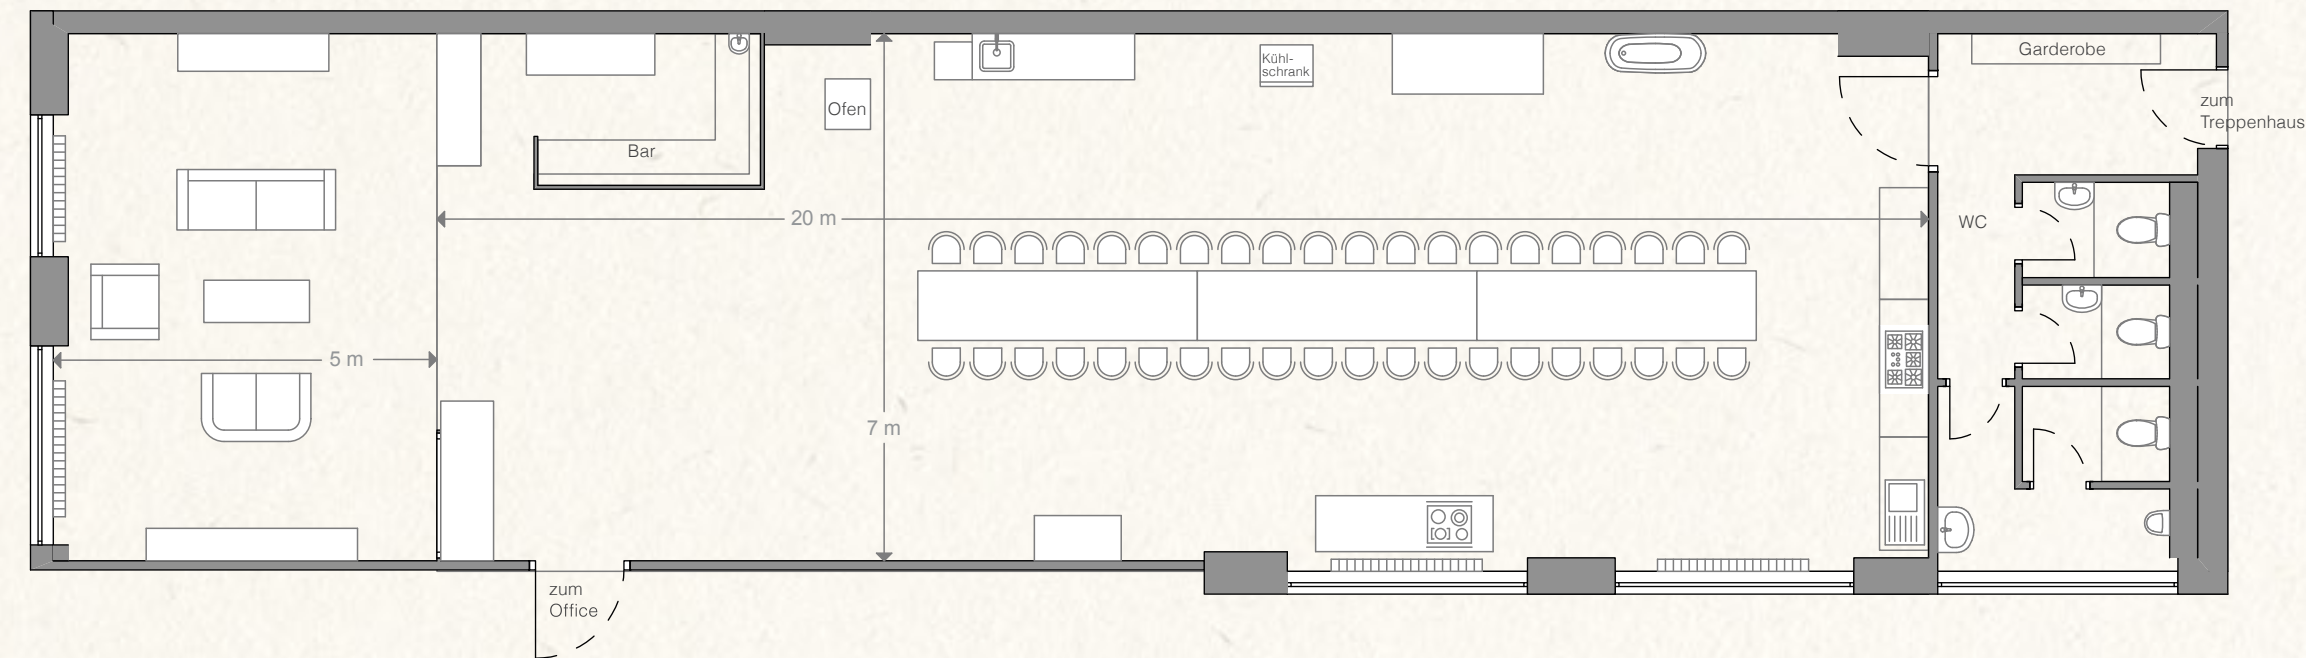 Garderobe
Kühl-
schrank
zum
Treppenhaus
Ofen
Bar
20 m
WC
5 m
7 m
zum
Office